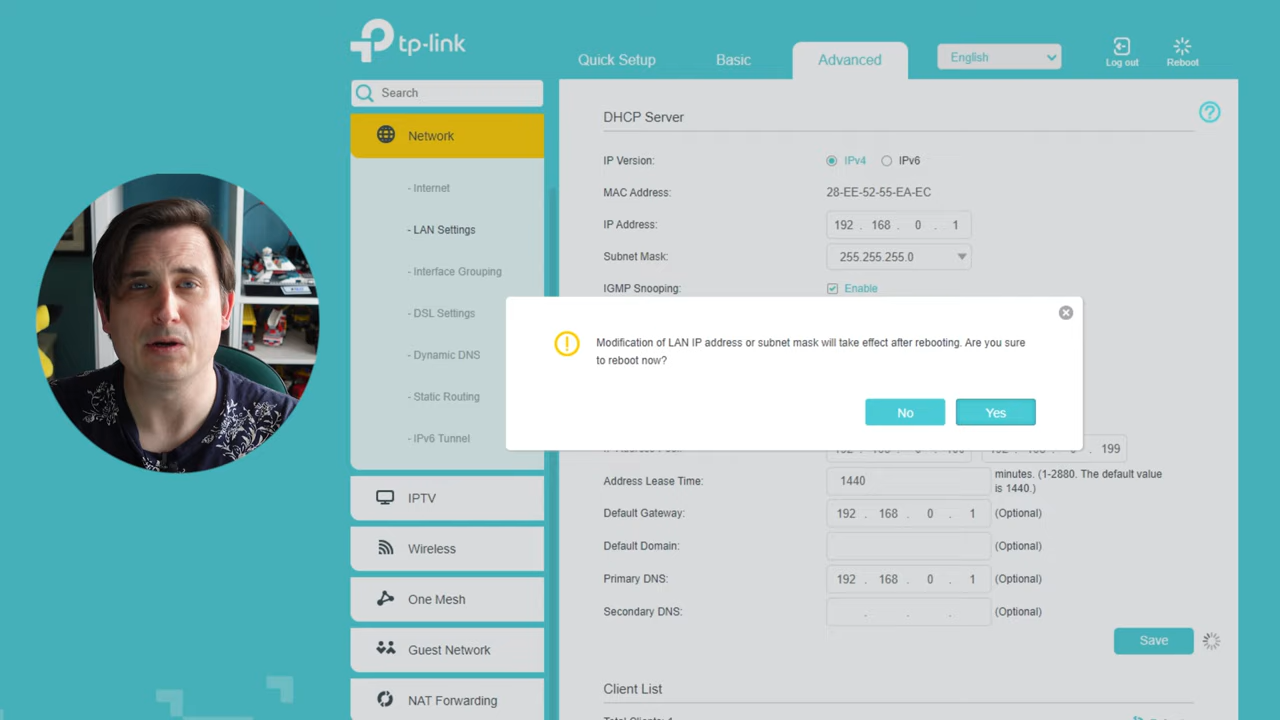 tp-link
Quick Setup
Basic
Advanced
English
Log out
Reboot
Search
Network
- Internet
- LAN Settings
- Interface Grouping
- DSL Settings
- Dynamic DNS
- Static Routing
- IPv6 Tunnel
IPTV
Wireless
One Mesh
Guest Network
NAT Forwarding
DHCP Server
?
IP Version: IPv4 IPv6
MAC Address: 28-EE-52-55-EA-EC
IP Address: 192 . 168 . 0 . 1
Subnet Mask: 255.255.255.0
IGMP Snooping: Enable
Modification of LAN IP address or subnet mask will take effect after rebooting. Are you sure
to reboot now?
No
Yes
199
Address Lease Time: 1440 minutes. (1-2880. The default value
is 1440.)
Default Gateway: 192 . 168 . 0 . 1 (Optional)
Default Domain: (Optional)
Primary DNS: 192 . 168 . 0 . 1 (Optional)
Secondary DNS: . . . (Optional)
Save
Client List